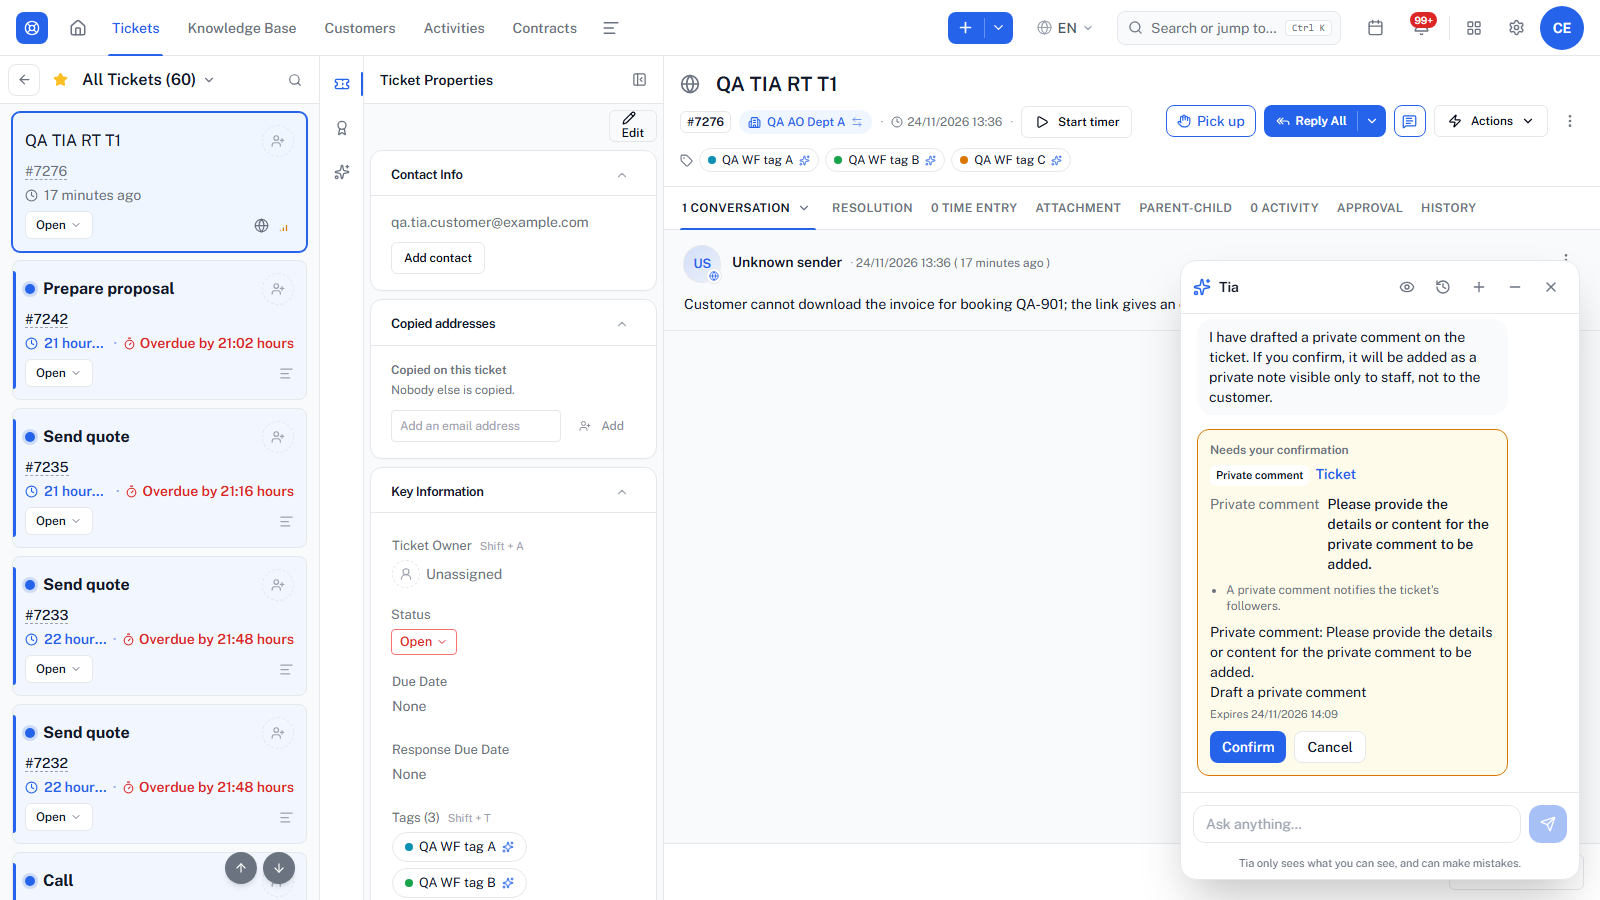 Tickets
Knowledge Base
Customers
Activities
Contracts
EN
Search or jump to...
Ctrl K
99+
CE
All Tickets (60)
QA TIA RT T1
#7276
17 minutes ago
Open
Prepare proposal
#7242
21 hour... · Overdue by 21:02 hours
Open
Send quote
#7235
21 hour... · Overdue by 21:16 hours
Open
Send quote
#7233
22 hour... · Overdue by 21:48 hours
Open
Send quote
#7232
22 hour... · Overdue by 21:48 hours
Open
Call
Ticket Properties
Edit
Contact Info
qa.tia.customer@example.com
Add contact
Copied addresses
Copied on this ticket
Nobody else is copied.
Add an email address
Add
Key Information
Ticket Owner Shift + A
Unassigned
Status
Open
Due Date
None
Response Due Date
None
Tags (3) Shift + T
QA WF tag A
QA WF tag B
QA TIA RT T1
#7276
QA AO Dept A
· 24/11/2026 13:36 ·
Start timer
Pick up
Reply All
Actions
QA WF tag A
QA WF tag B
QA WF tag C
1 CONVERSATION
RESOLUTION
0 TIME ENTRY
ATTACHMENT
PARENT-CHILD
0 ACTIVITY
APPROVAL
HISTORY
US
Unknown sender · 24/11/2026 13:36 ( 17 minutes ago )
Customer cannot download the invoice for booking QA-901; the link gives an
Tia
I have drafted a private comment on the
ticket. If you confirm, it will be added as a
private note visible only to staff, not to the
customer.
Needs your confirmation
Private comment Ticket
Private comment Please provide the
details or content for the
private comment to be
added.
• A private comment notifies the ticket's
followers.
Private comment: Please provide the details
or content for the private comment to be
added.
Draft a private comment
Expires 24/11/2026 14:09
Confirm
Cancel
Ask anything...
Tia only sees what you can see, and can make mistakes.